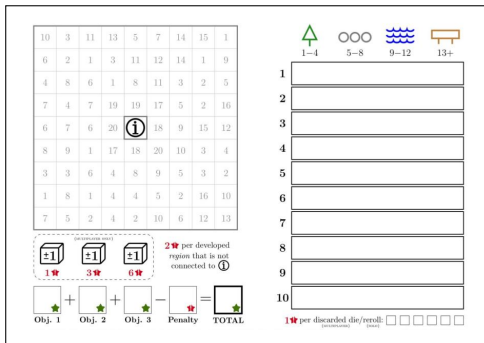 10 3 11 13 5 7 14 15 1
6 2 1 3 11 12 14 1 9
4 8 6 1 8 11 3 2 5
7 4 7 19 19 17 5 2 16
6 7 6 20 i 18 9 15 12
8 9 1 17 18 20 10 3 4
3 3 6 4 8 9 5 3 2
1 8 1 4 4 5 2 16 10
7 5 2 4 2 10 6 12 13
±1 ±1 ±1
1 3 6
2 per developed
region that is not
connected to i
+ + - =
Obj. 1 Obj. 2 Obj. 3 Penalty TOTAL
1–4 5–8 9–12 13+
1
2
3
4
5
6
7
8
9
10
1 per discarded die/reroll: